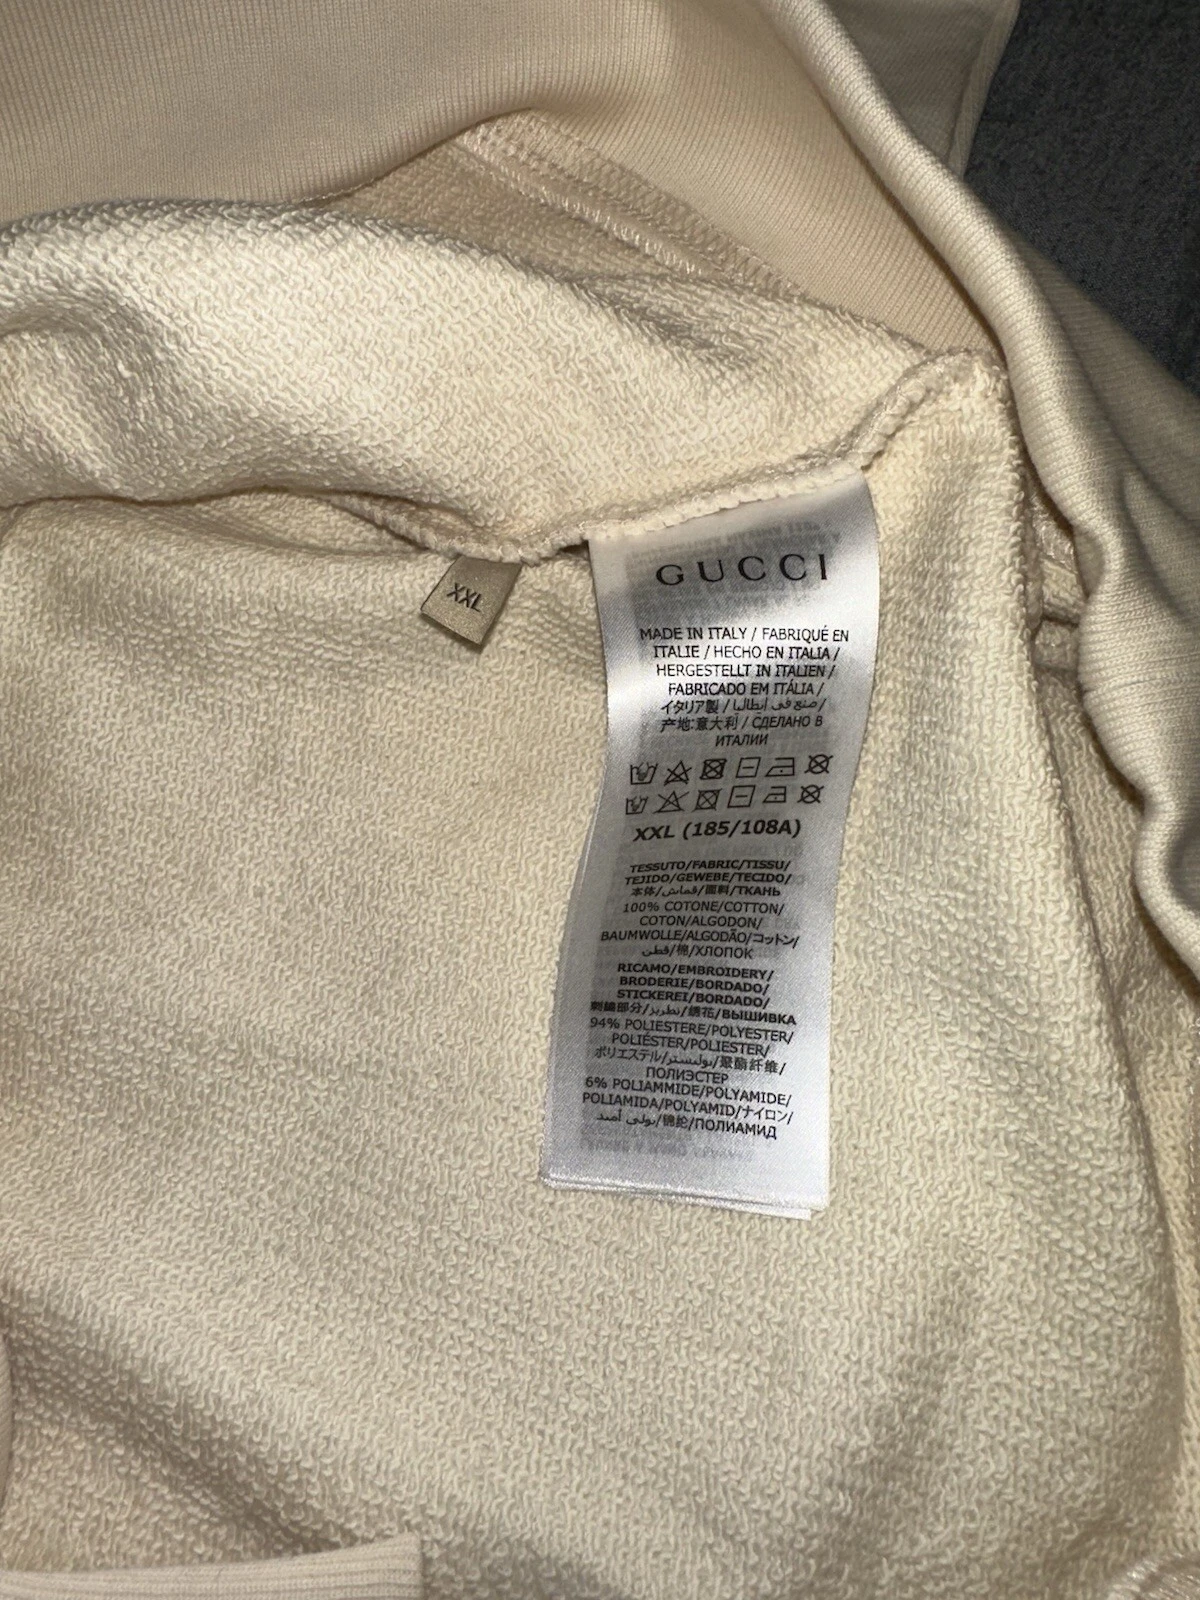 XXL
GUCCI
MADE IN ITALY / FABRIQUÉ EN
ITALIE / HECHO EN ITALIA /
HERGESTELLT IN ITALIEN /
FABRICADO EM ITÁLIA /
イタリア製 / صنع في إيطاليا /
产地:意大利 / СДЕЛАНО В
ИТАЛИИ
XXL (185/108A)
TESSUTO/FABRIC/TISSU/
TEJIDO/GEWEBE/TECIDO/
本体/قماش/面料/ТКАНЬ
100% COTONE/COTTON/
COTON/ALGODON/
BAUMWOLLE/ALGODÃO/コットン/
قطن/棉/ХЛОПОК
RICAMO/EMBROIDERY/
BRODERIE/BORDADO/
STICKEREI/BORDADO/
刺繍部分/تطريز/绣花/ВЫШИВКА
94% POLIESTERE/POLYESTER/
POLIÉSTER/POLIESTER/
ポリエステル/بوليستر/聚酯纤维/
ПОЛИЭСТЕР
6% POLIAMMIDE/POLYAMIDE/
POLIAMIDA/POLYAMID/ナイロン/
بولي أميد/锦纶/ПОЛИАМИД